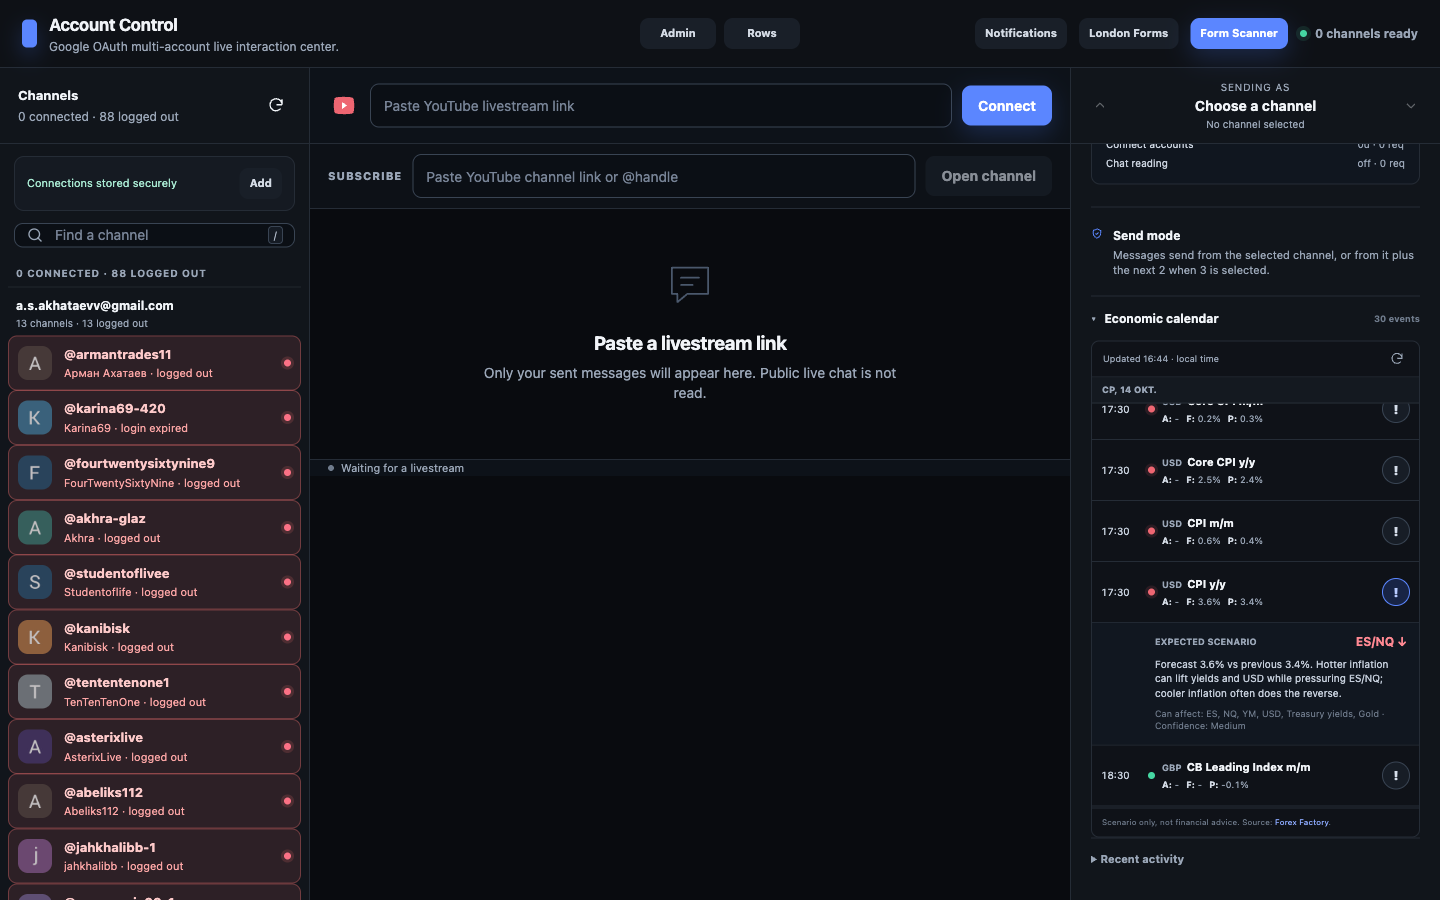 Account Control
Google OAuth multi-account live interaction center.
Admin
Rows
Notifications
London Forms
Form Scanner
0 channels ready
Channels
0 connected · 88 logged out
Connections stored securely
Add
Find a channel
/
0 CONNECTED · 88 LOGGED OUT
a.s.akhataevv@gmail.com
13 channels · 13 logged out
A
@armantrades11
Арман Ахатаев · logged out
K
@karina69-420
Karina69 · login expired
F
@fourtwentysixtynine9
FourTwentySixtyNine · logged out
A
@akhra-glaz
Akhra · logged out
S
@studentoflivee
Studentoflife · logged out
K
@kanibisk
Kanibisk · logged out
T
@tententenone1
TenTenTenOne · logged out
A
@asterixlive
AsterixLive · logged out
A
@abeliks112
Abeliks112 · logged out
j
@jahkhalibb-1
jahkhalibb · logged out
Paste YouTube livestream link
Connect
SUBSCRIBE
Paste YouTube channel link or @handle
Open channel
Paste a livestream link
Only your sent messages will appear here. Public live chat is not
read.
Waiting for a livestream
SENDING AS
Choose a channel
No channel selected
Connect accounts
0u · 0 req
Chat reading
off · 0 req
Send mode
Messages send from the selected channel, or from it plus
the next 2 when 3 is selected.
Economic calendar
30 events
Updated 16:44 · local time
СР, 14 ОКТ.
17:30
A: - F: 0.2% P: 0.3%
!
17:30
USD Core CPI y/y
A: - F: 2.5% P: 2.4%
!
17:30
USD CPI m/m
A: - F: 0.6% P: 0.4%
!
17:30
USD CPI y/y
A: - F: 3.6% P: 3.4%
!
EXPECTED SCENARIO
ES/NQ ↓
Forecast 3.6% vs previous 3.4%. Hotter inflation
can lift yields and USD while pressuring ES/NQ;
cooler inflation often does the reverse.
Can affect: ES, NQ, YM, USD, Treasury yields, Gold ·
Confidence: Medium
18:30
GBP CB Leading Index m/m
A: - F: - P: -0.1%
!
Scenario only, not financial advice. Source: Forex Factory.
Recent activity